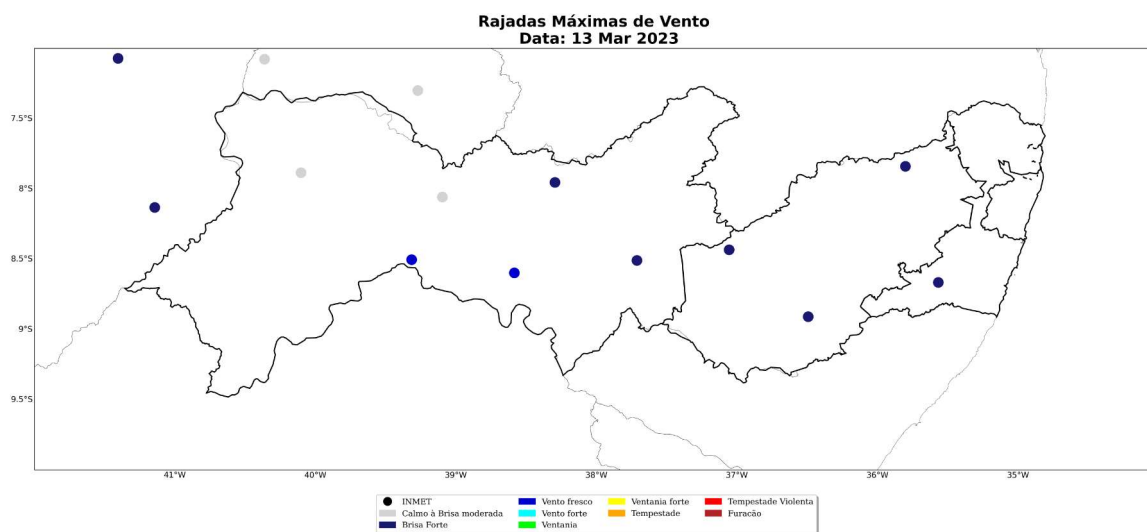 Rajadas Máximas de Vento
Data: 13 Mar 2023
7.5°S
8°S
8.5°S
9°S
9.5°S
41°W 40°W 39°W 38°W 37°W 36°W 35°W
INMET Vento fresco Ventania forte Tempestade Violenta
Calmo à Brisa moderada Vento forte Tempestade Furacão
Brisa Forte Ventania